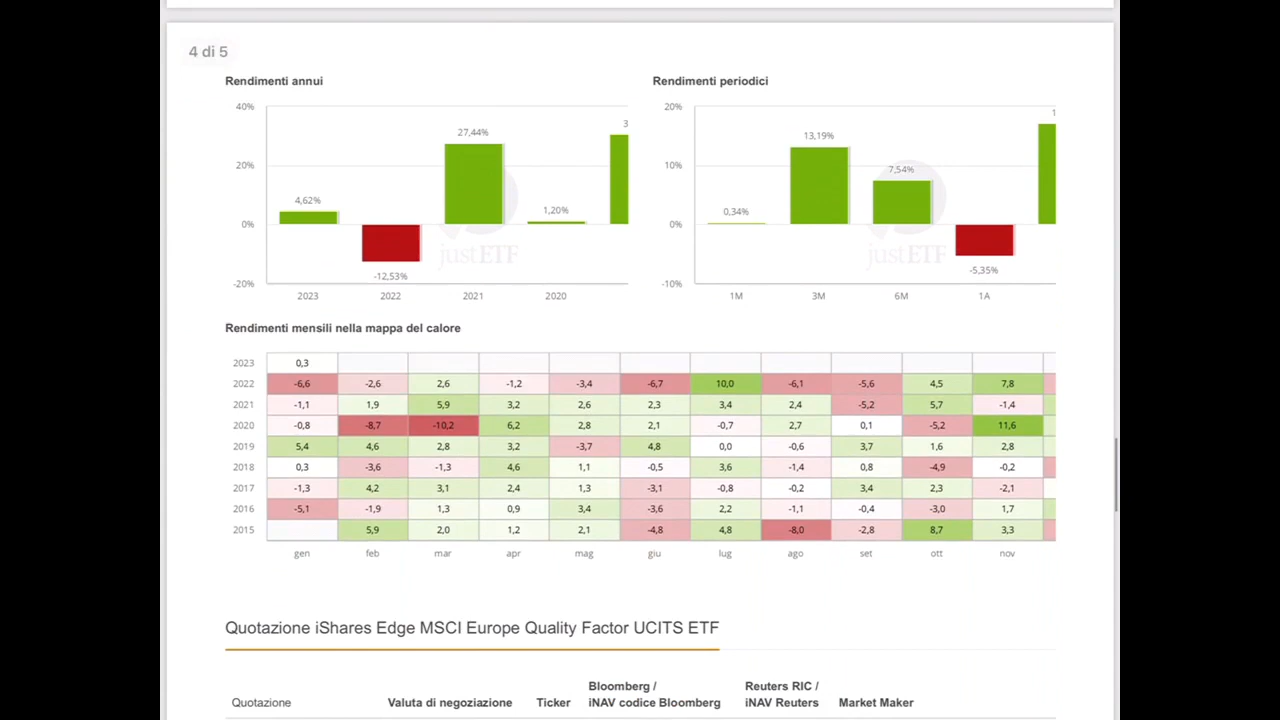 4 di 5
Rendimenti annui
40%
20%
0%
-20%
4,62%
-12,53%
27,44%
1,20%
3
2023 2022 2021 2020
justETF
Rendimenti periodici
20%
10%
0%
-10%
0,34%
13,19%
7,54%
-5,35%
1
1M 3M 6M 1A
justETF
Rendimenti mensili nella mappa del calore
2023 0,3
2022 -6,6 -2,6 2,6 -1,2 -3,4 -6,7 10,0 -6,1 -5,6 4,5 7,8
2021 -1,1 1,9 5,9 3,2 2,6 2,3 3,4 2,4 -5,2 5,7 -1,4
2020 -0,8 -8,7 -10,2 6,2 2,8 2,1 -0,7 2,7 0,1 -5,2 11,6
2019 5,4 4,6 2,8 3,2 -3,7 4,8 0,0 -0,6 3,7 1,6 2,8
2018 0,3 -3,6 -1,3 4,6 1,1 -0,5 3,6 -1,4 0,8 -4,9 -0,2
2017 -1,3 4,2 3,1 2,4 1,3 -3,1 -0,8 -0,2 3,4 2,3 -2,1
2016 -5,1 -1,9 1,3 0,9 3,4 -3,6 2,2 -1,1 -0,4 -3,0 1,7
2015 5,9 2,0 1,2 2,1 -4,8 4,8 -8,0 -2,8 8,7 3,3
gen feb mar apr mag giu lug ago set ott nov
Quotazione iShares Edge MSCI Europe Quality Factor UCITS ETF
Quotazione Valuta di negoziazione Ticker Bloomberg / Reuters RIC / Market Maker
iNAV codice Bloomberg iNAV Reuters